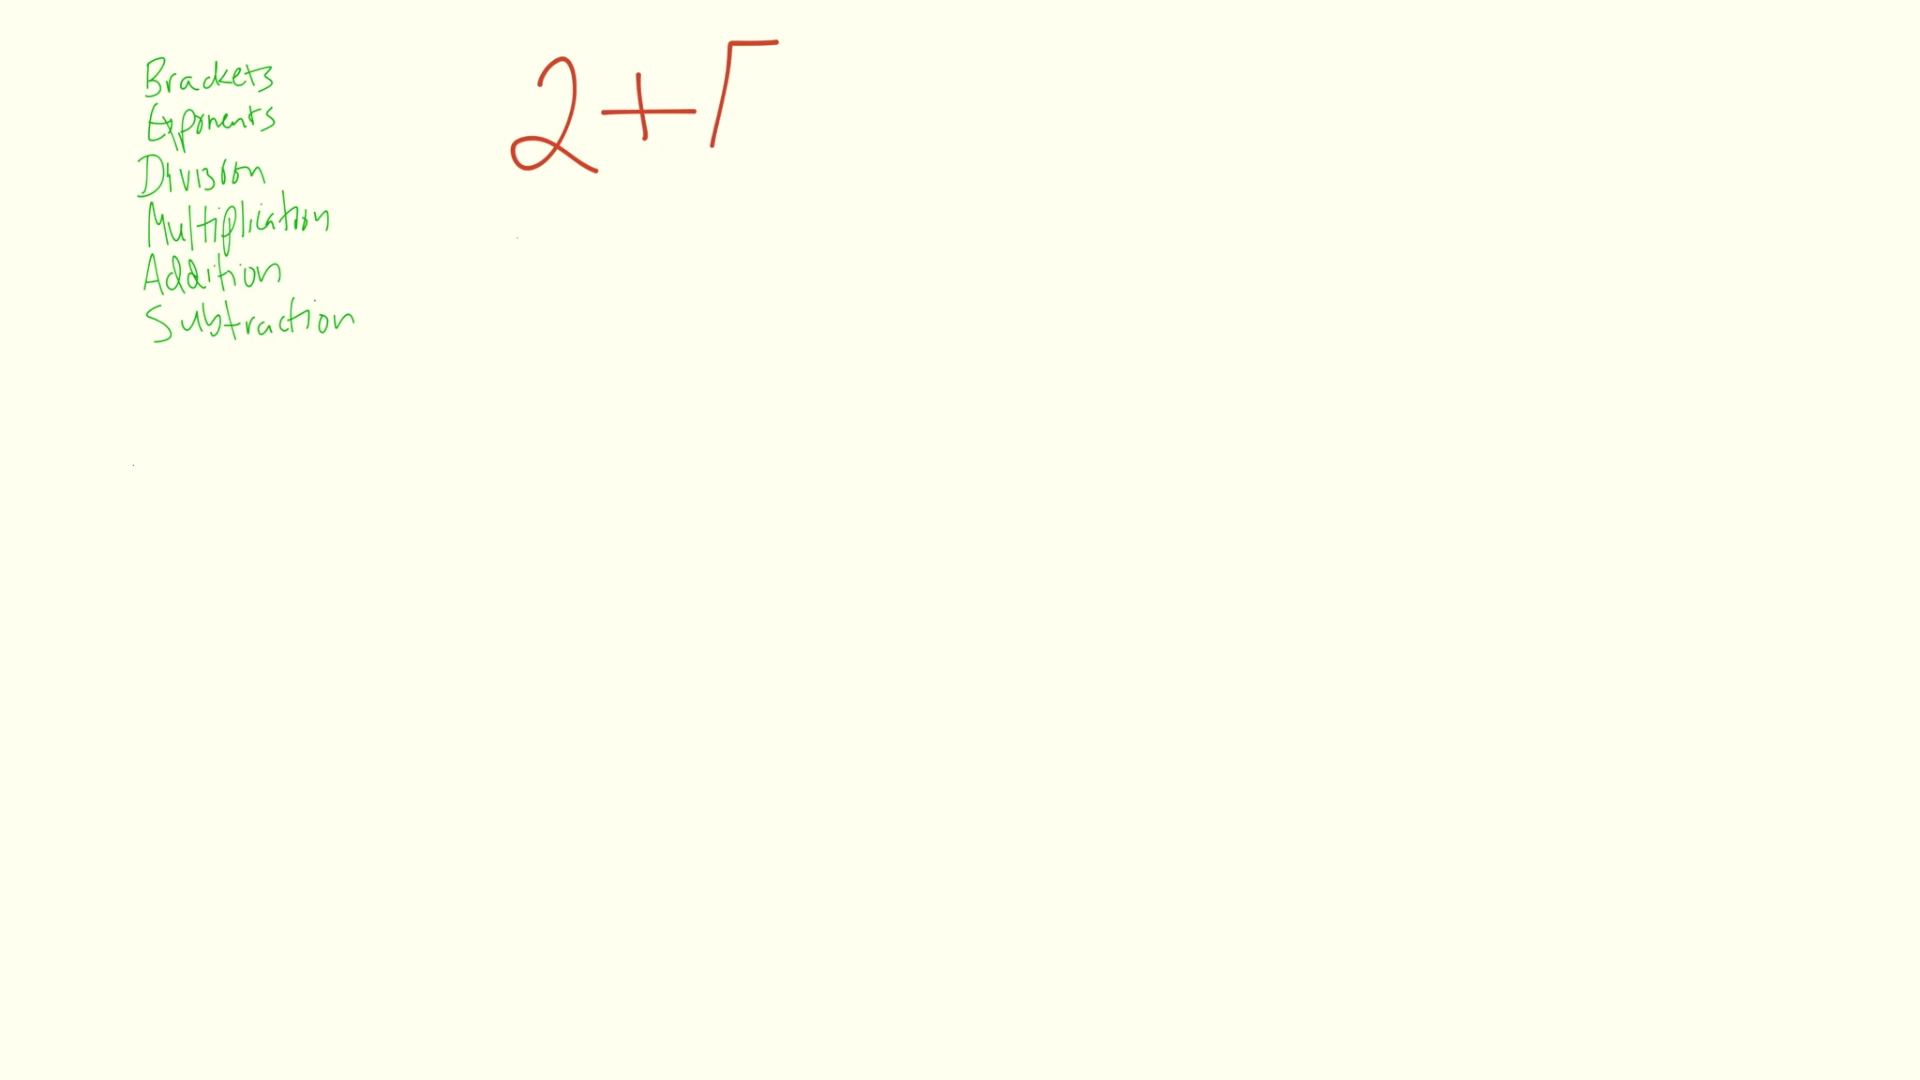 Brackets
Exponents
Division
Multiplication
Addition
Subtraction
2+